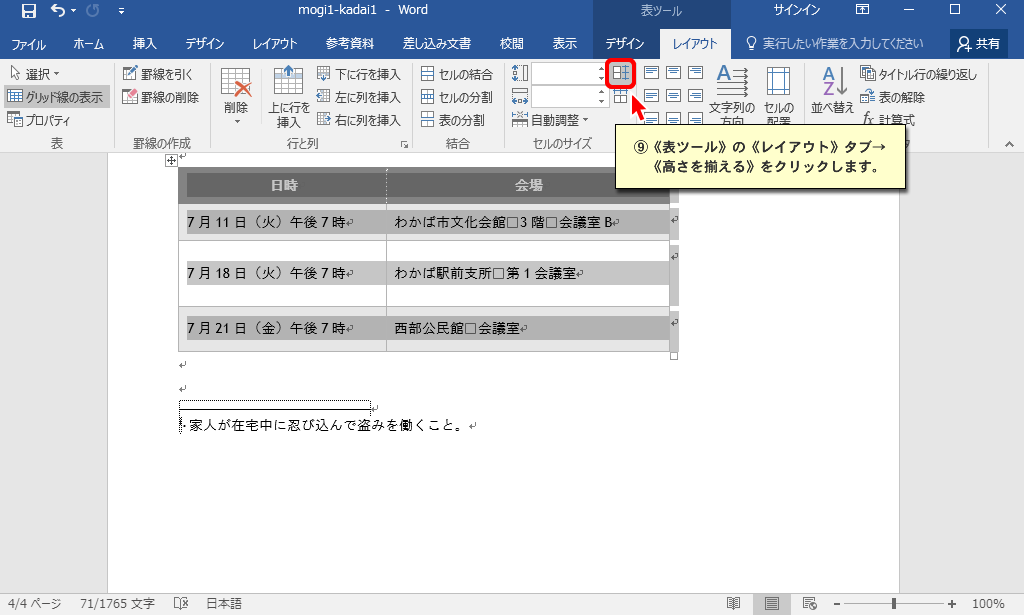 mogi1-kadai1 - Word
表ツール
サインイン
ファイル
ホーム
挿入
デザイン
レイアウト
参考資料
差し込み文書
校閲
表示
デザイン
レイアウト
実行したい作業を入力してください
共有
選択
グリッド線の表示
プロパティ
表
罫線を引く
罫線の削除
罫線の作成
削除
上に行を
挿入
下に行を挿入
左に列を挿入
右に列を挿入
行と列
セルの結合
セルの分割
表の分割
結合
自動調整
セルのサイズ
文字列の
方向
セルの
配置
並べ替え
タイトル行の繰り返し
表の解除
fx 計算式
⑨《表ツール》の《レイアウト》タブ→
《高さを揃える》をクリックします。
日時 会場
7 月 11 日（火）午後 7 時 わかば市文化会館□3 階□会議室 B
7 月 18 日（火）午後 7 時 わかば駅前支所□第 1 会議室
7 月 21 日（金）午後 7 時 西部公民館□会議室
家人が在宅中に忍び込んで盗みを働くこと。
4/4 ページ 71/1765 文字 日本語 100%